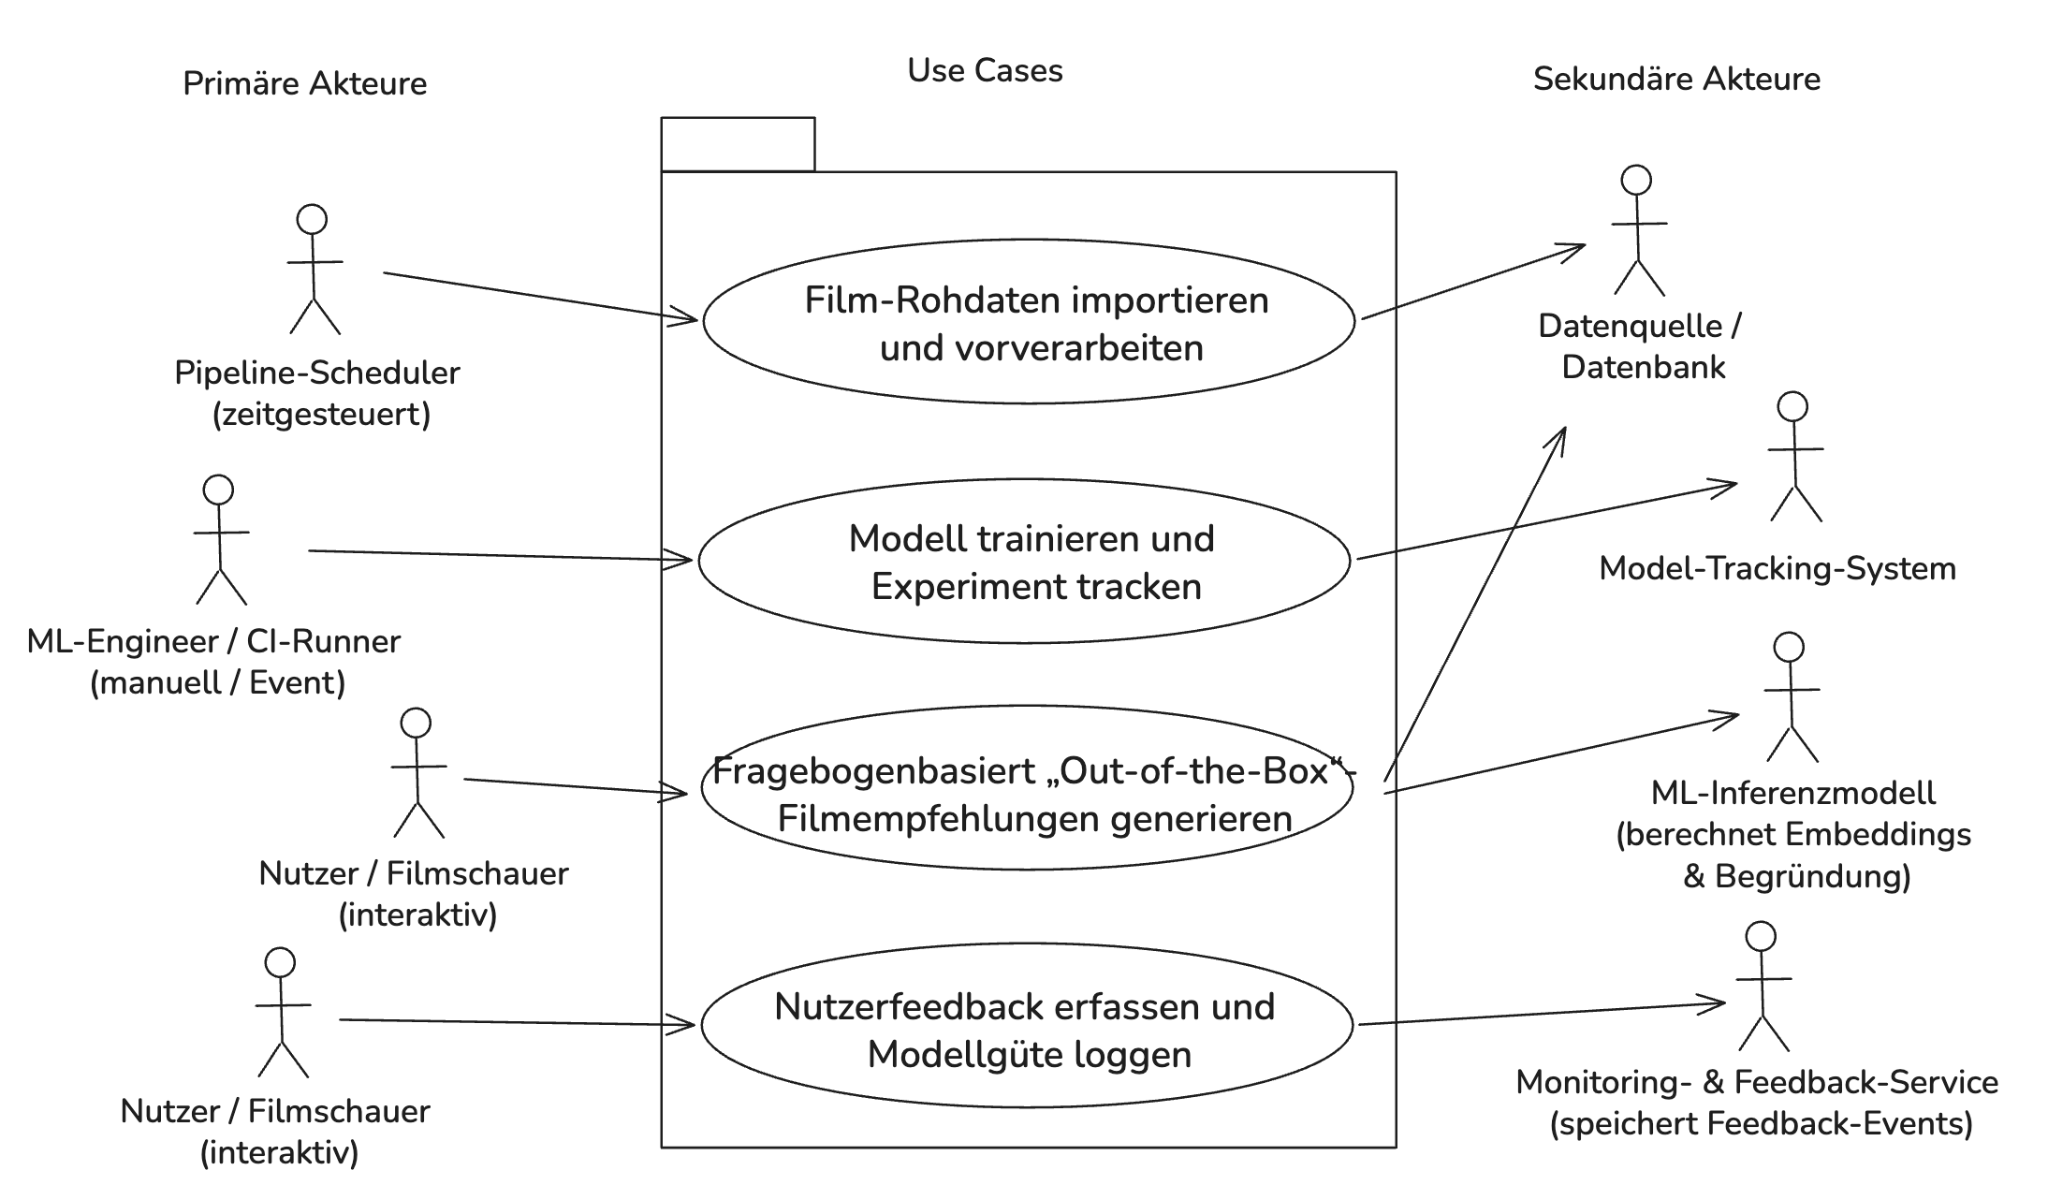 Primäre Akteure
Use Cases
Sekundäre Akteure
Pipeline-Scheduler
(zeitgesteuert)
Film-Rohdaten importieren
und vorverarbeiten
Datenquelle /
Datenbank
ML-Engineer / CI-Runner
(manuell / Event)
Modell trainieren und
Experiment tracken
Model-Tracking-System
Nutzer / Filmschauer
(interaktiv)
Fragebogenbasiert „Out-of-the-Box“-
Filmempfehlungen generieren
ML-Inferenzmodell
(berechnet Embeddings
& Begründung)
Nutzer / Filmschauer
(interaktiv)
Nutzerfeedback erfassen und
Modellgüte loggen
Monitoring- & Feedback-Service
(speichert Feedback-Events)